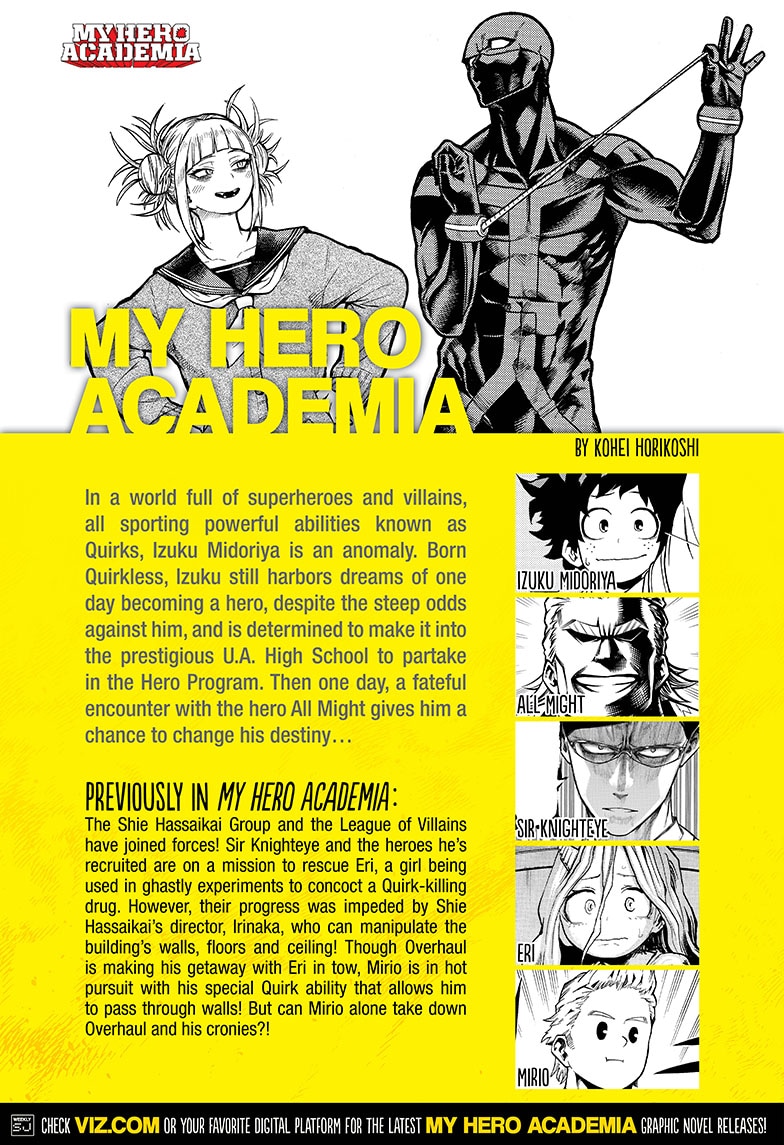 MY HERO
ACADEMIA
MY HERO
ACADEMIA
BY KOHEI HORIKOSHI
In a world full of superheroes and villains,
all sporting powerful abilities known as
Quirks, Izuku Midoriya is an anomaly. Born
Quirkless, Izuku still harbors dreams of one
day becoming a hero, despite the steep odds
against him, and is determined to make it into
the prestigious U.A. High School to partake
in the Hero Program. Then one day, a fateful
encounter with the hero All Might gives him a
chance to change his destiny…
PREVIOUSLY IN MY HERO ACADEMIA:
The Shie Hassaikai Group and the League of Villains
have joined forces! Sir Knighteye and the heroes he's
recruited are on a mission to rescue Eri, a girl being
used in ghastly experiments to concoct a Quirk-killing
drug. However, their progress was impeded by Shie
Hassaikai's director, Irinaka, who can manipulate the
building's walls, floors and ceiling! Though Overhaul
is making his getaway with Eri in tow, Mirio is in hot
pursuit with his special Quirk ability that allows him
to pass through walls! But can Mirio alone take down
Overhaul and his cronies?!
IZUKU MIDORIYA
ALL MIGHT
SIR KNIGHTEYE
ERI
MIRIO
WEEKLY
SJ
CHECK VIZ.COM OR YOUR FAVORITE DIGITAL PLATFORM FOR THE LATEST MY HERO ACADEMIA GRAPHIC NOVEL RELEASES!